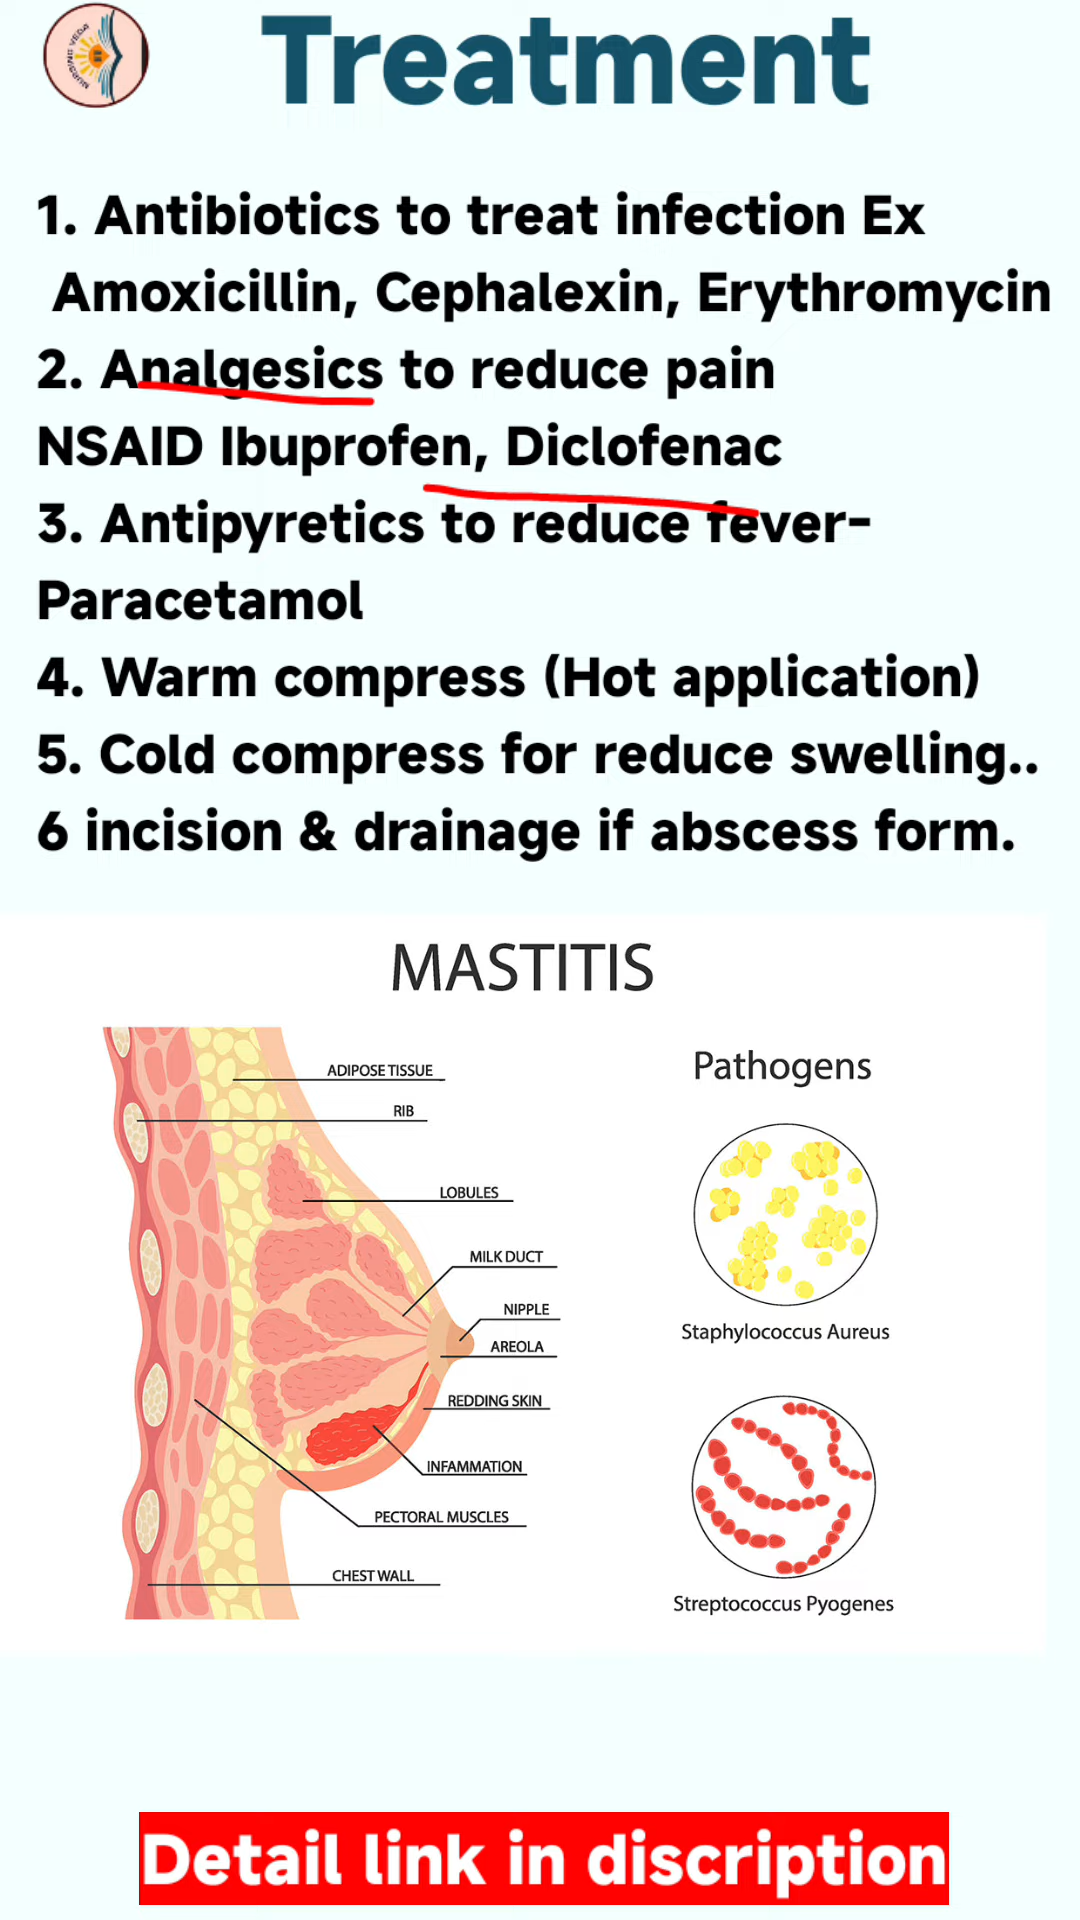 NURSING VEDA
Treatment
1. Antibiotics to treat infection Ex
Amoxicillin, Cephalexin, Erythromycin
2. Analgesics to reduce pain
NSAID Ibuprofen, Diclofenac
3. Antipyretics to reduce fever-
Paracetamol
4. Warm compress (Hot application)
5. Cold compress for reduce swelling..
6 incision & drainage if abscess form.
MASTITIS
ADIPOSE TISSUE
RIB
LOBULES
MILK DUCT
NIPPLE
AREOLA
REDDING SKIN
INFAMMATION
PECTORAL MUSCLES
CHEST WALL
Pathogens
Staphylococcus Aureus
Streptococcus Pyogenes
Detail link in discription